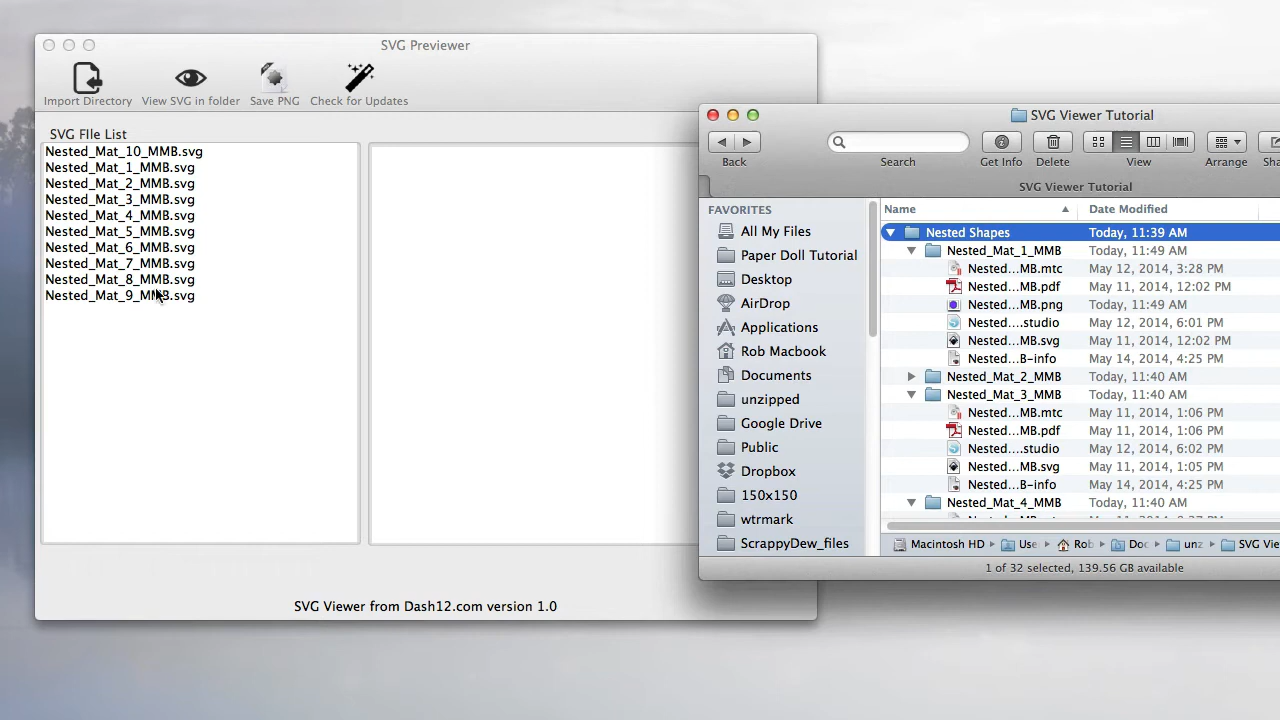 SVG Previewer
Import Directory View SVG in folder Save PNG Check for Updates
SVG FIle List
Nested_Mat_10_MMB.svg
Nested_Mat_1_MMB.svg
Nested_Mat_2_MMB.svg
Nested_Mat_3_MMB.svg
Nested_Mat_4_MMB.svg
Nested_Mat_5_MMB.svg
Nested_Mat_6_MMB.svg
Nested_Mat_7_MMB.svg
Nested_Mat_8_MMB.svg
Nested_Mat_9_MMB.svg
SVG Viewer from Dash12.com version 1.0
SVG Viewer Tutorial
Back Search Get Info Delete View Arrange Sha
SVG Viewer Tutorial
FAVORITES
All My Files
Paper Doll Tutorial
Desktop
AirDrop
Applications
Rob Macbook
Documents
unzipped
Google Drive
Public
Dropbox
150x150
wtrmark
ScrappyDew_files
Name Date Modified
Nested Shapes Today, 11:39 AM
Nested_Mat_1_MMB Today, 11:49 AM
Nested...MB.mtc May 12, 2014, 3:28 PM
Nested...MB.pdf May 11, 2014, 12:02 PM
Nested...MB.png Today, 11:49 AM
Nested....studio May 12, 2014, 6:01 PM
Nested...MB.svg May 11, 2014, 12:02 PM
Nested...B-info May 14, 2014, 4:25 PM
Nested_Mat_2_MMB Today, 11:40 AM
Nested_Mat_3_MMB Today, 11:40 AM
Nested...MB.mtc May 11, 2014, 1:06 PM
Nested...MB.pdf May 11, 2014, 1:06 PM
Nested....studio May 12, 2014, 6:02 PM
Nested...MB.svg May 11, 2014, 1:05 PM
Nested...B-info May 14, 2014, 4:25 PM
Nested_Mat_4_MMB Today, 11:40 AM
Macintosh HD Use Rob Doc unz SVG Vie
1 of 32 selected, 139.56 GB available